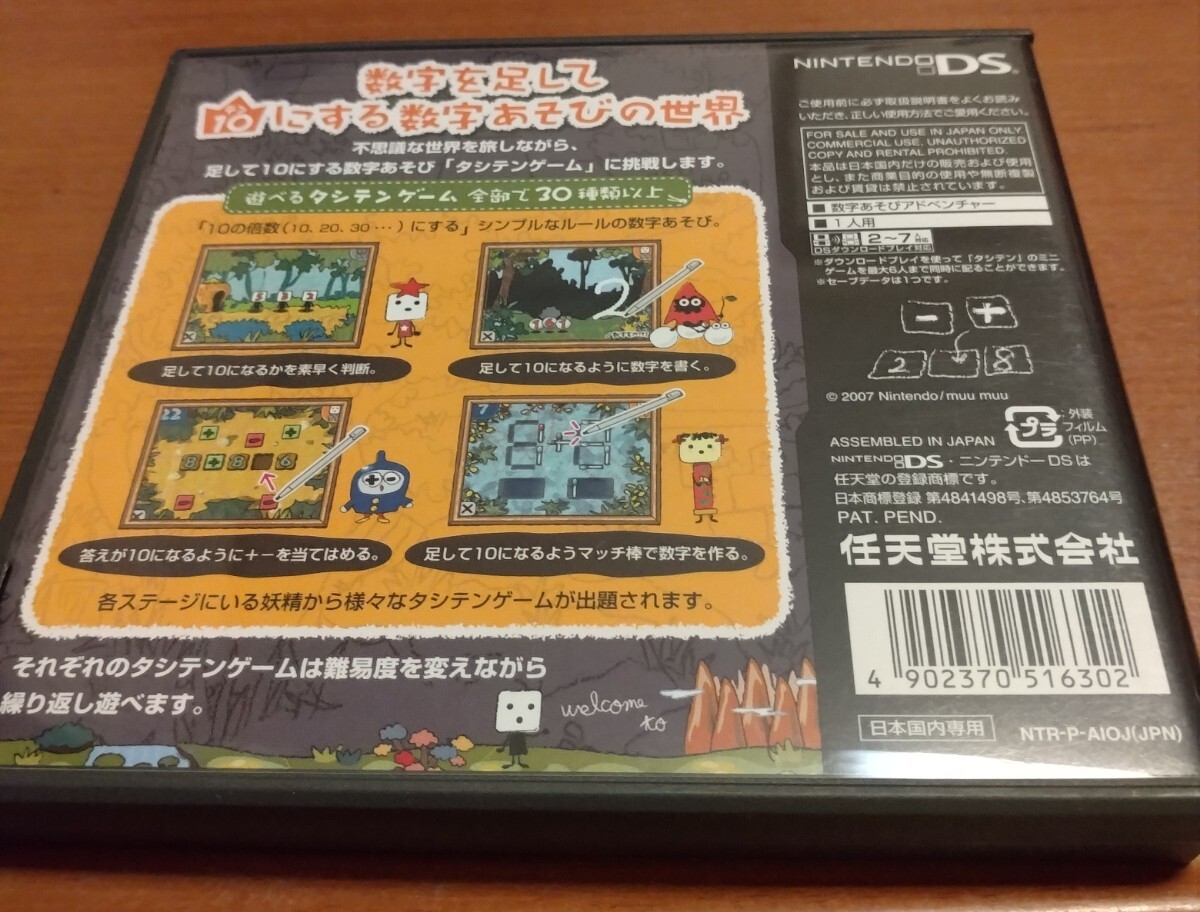 数字を足して
10にする数字あそびの世界
不思議な世界を旅しながら、
足して10にする数字あそび「タシテンゲーム」に挑戦します。
遊べるタシテンゲーム 全部で30種類以上
「10の倍数(10、20、30…)にする」シンプルなルールの数字あそび。
5 3 2
足して10になるかを素早く判断。
2
足して10になるように数字を書く。
22
8 + 8 6
答えが10になるように+−を当てはめる。
7
足して10になるようマッチ棒で数字を作る。
各ステージにいる妖精から様々なタシテンゲームが出題されます。
それぞれのタシテンゲームは難易度を変えながら
繰り返し遊べます。
welcome
to
NINTENDO DS
ご使用前に必ず取扱説明書をよくお読み
いただき、正しい使用方法でご愛用ください。
FOR SALE AND USE IN JAPAN ONLY
COMMERCIAL USE, UNAUTHORIZED
COPY AND RENTAL PROHIBITED.
本品は日本国内だけの販売および使用
とし、また商業目的の使用や無断複製
および賃貸は禁止されています。
■ 数字あそびアドベンチャー
■ 1人用
2〜7人対応
DSダウンロードプレイ対応
※ダウンロードプレイを使って「タシテン」のミニ
ゲームを最大6人まで同時に配ることができます。
※セーブデータは1つです。
− +
2 8
© 2007 Nintendo/muu muu
プラ
:外装
フィルム
(PP)
ASSEMBLED IN JAPAN
NINTENDO DS・ニンテンドーDSは
任天堂の登録商標です。
日本商標登録 第4841498号、第4853764号
PAT. PEND.
任天堂株式会社
4 902370 516302
日本国内専用
NTR-P-AIOJ(JPN)